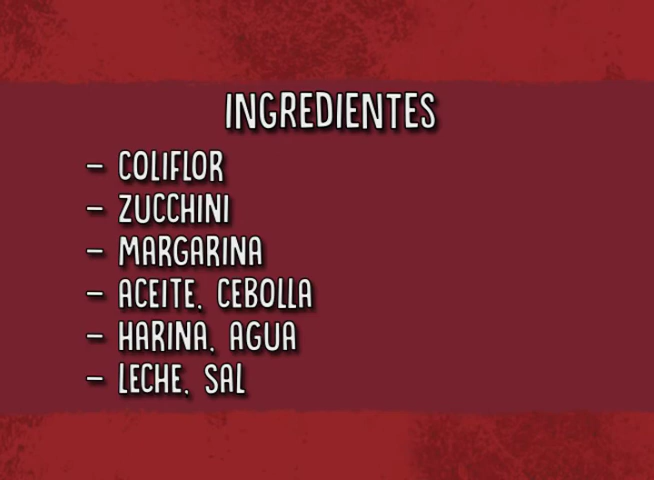 INGREDIENTES
– COLIFLOR
– ZUCCHINI
– MARGARINA
– ACEITE, CEBOLLA
– HARINA, AGUA
– LECHE, SAL